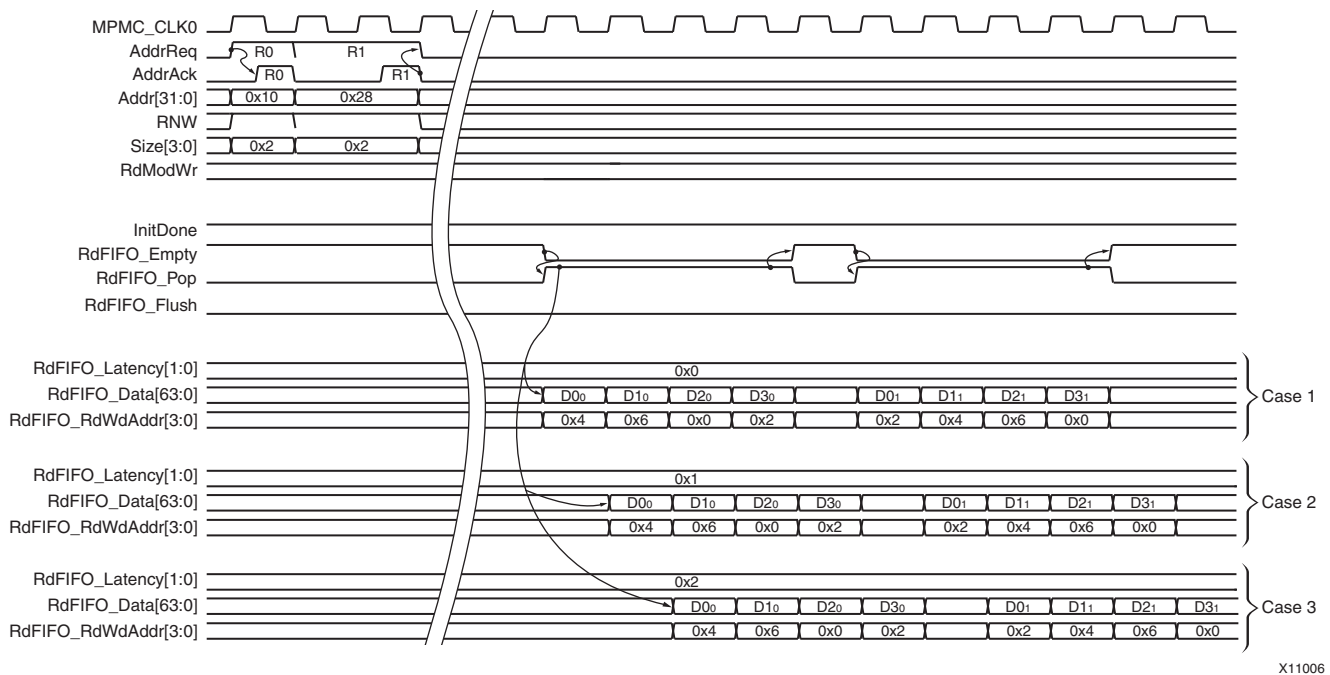 MPMC_CLK0
AddrReq R0 R1
AddrAck R0 R1
Addr[31:0] 0x10 0x28
RNW
Size[3:0] 0x2 0x2
RdModWr
InitDone
RdFIFO_Empty
RdFIFO_Pop
RdFIFO_Flush
RdFIFO_Latency[1:0] 0x0
RdFIFO_Data[63:0] D0₀ D1₀ D2₀ D3₀ D0₁ D1₁ D2₁ D3₁ Case 1
RdFIFO_RdWdAddr[3:0] 0x4 0x6 0x0 0x2 0x2 0x4 0x6 0x0
RdFIFO_Latency[1:0] 0x1
RdFIFO_Data[63:0] D0₀ D1₀ D2₀ D3₀ D0₁ D1₁ D2₁ D3₁ Case 2
RdFIFO_RdWdAddr[3:0] 0x4 0x6 0x0 0x2 0x2 0x4 0x6 0x0
RdFIFO_Latency[1:0] 0x2
RdFIFO_Data[63:0] D0₀ D1₀ D2₀ D3₀ D0₁ D1₁ D2₁ D3₁ Case 3
RdFIFO_RdWdAddr[3:0] 0x4 0x6 0x0 0x2 0x2 0x4 0x6 0x0
X11006